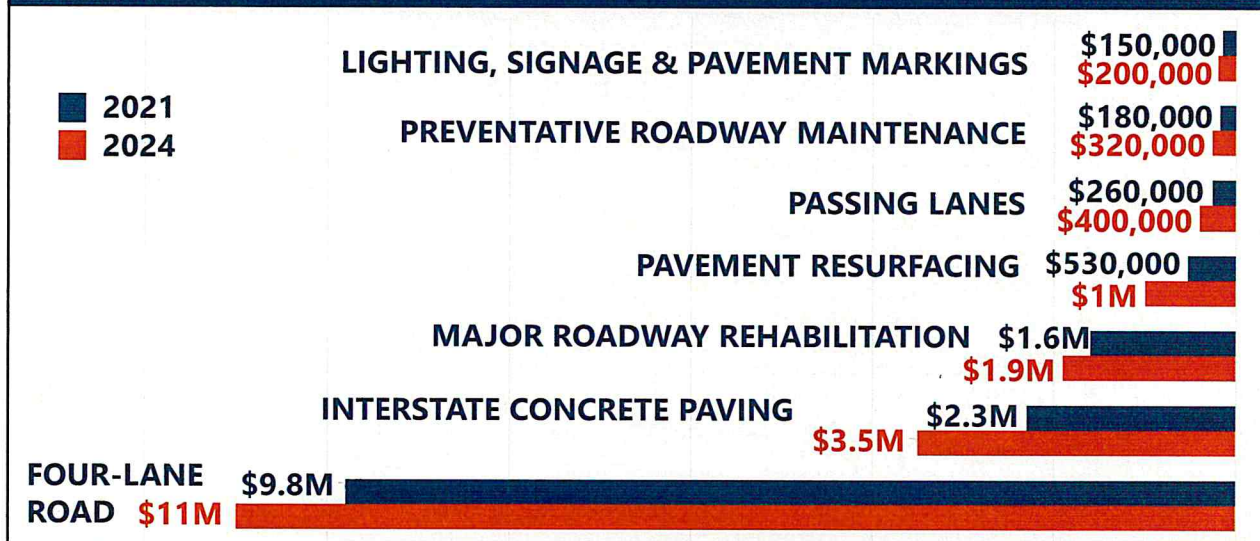 2021
2024
LIGHTING, SIGNAGE & PAVEMENT MARKINGS
$150,000
$200,000
PREVENTATIVE ROADWAY MAINTENANCE
$180,000
$320,000
PASSING LANES
$260,000
$400,000
PAVEMENT RESURFACING
$530,000
$1M
MAJOR ROADWAY REHABILITATION
$1.6M
$1.9M
INTERSTATE CONCRETE PAVING
$2.3M
$3.5M
FOUR-LANE
ROAD
$9.8M
$11M